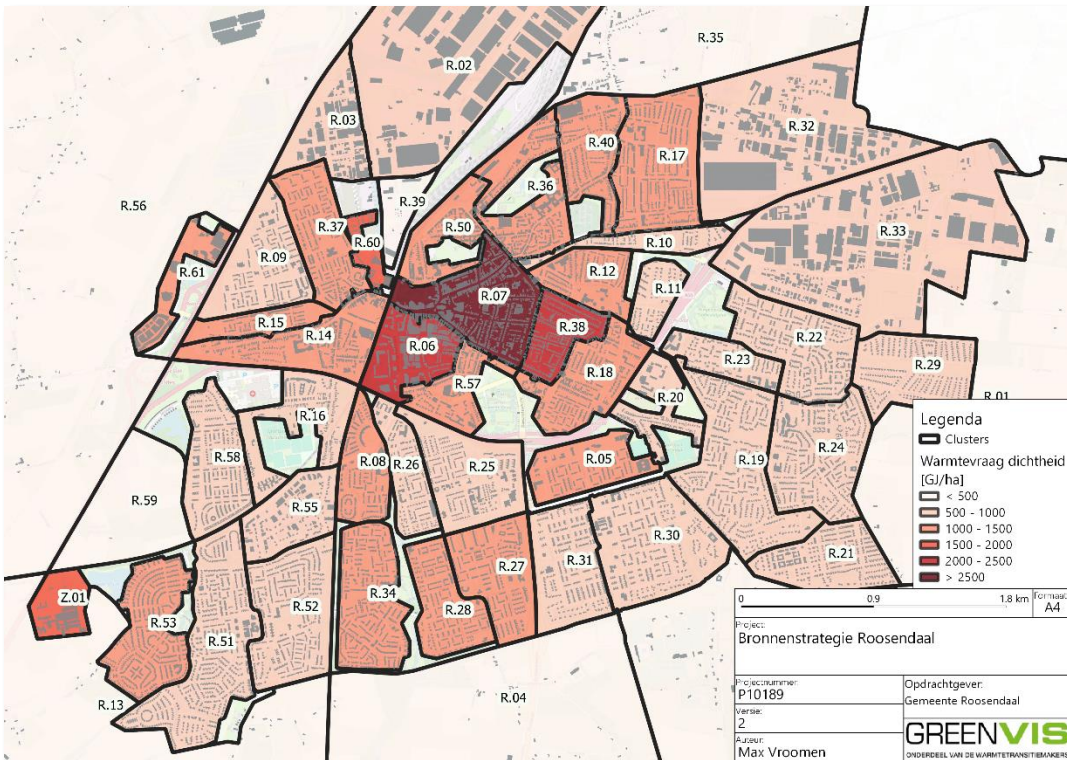 R.35
R.02
R.03
R.32
R.40
R.17
R.36
R.39
R.56
R.37
R.50
R.60
R.10
R.33
R.09
R.61
R.12
R.11
R.07
R.15
R.14
R.38
R.06
R.22
R.23
R.18
R.29
R.57
R.20
R.01
R.16
R.58
R.08
R.26
R.25
R.05
R.19
R.24
R.59
R.55
R.30
R.31
R.21
R.27
Z.01
R.53
R.52
R.34
R.28
R.51
R.13
R.04
Legenda
Clusters
Warmtevraag dichtheid
[GJ/ha]
< 500
500 - 1000
1000 - 1500
1500 - 2000
2000 - 2500
> 2500
0 0.9 1.8 km
Formaat:
A4
Project:
Bronnenstrategie Roosendaal
Projectnummer:
P10189
Opdrachtgever:
Gemeente Roosendaal
Versie:
2
Auteur:
Max Vroomen
GREENVIS
ONDERDEEL VAN DE WARMTETRANSITIEMAKERS